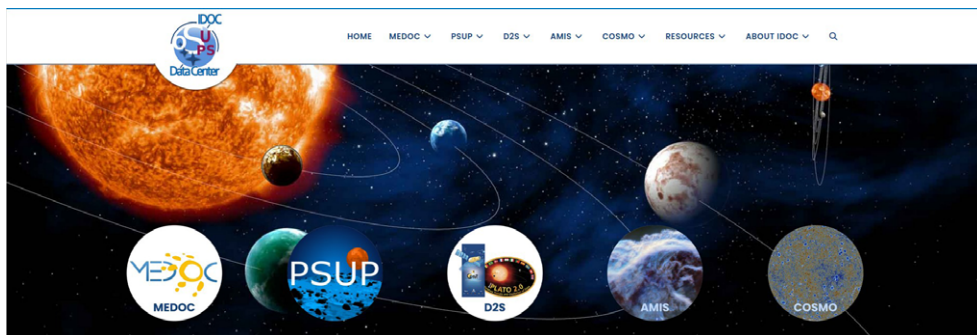 IDOC
OSUPS
Data Center
HOME MEDOC PSUP D2S AMIS COSMO RESOURCES ABOUT IDOC
MEDOC
MEDOC
PSUP
PLATO 2.0
D2S
AMIS
COSMO